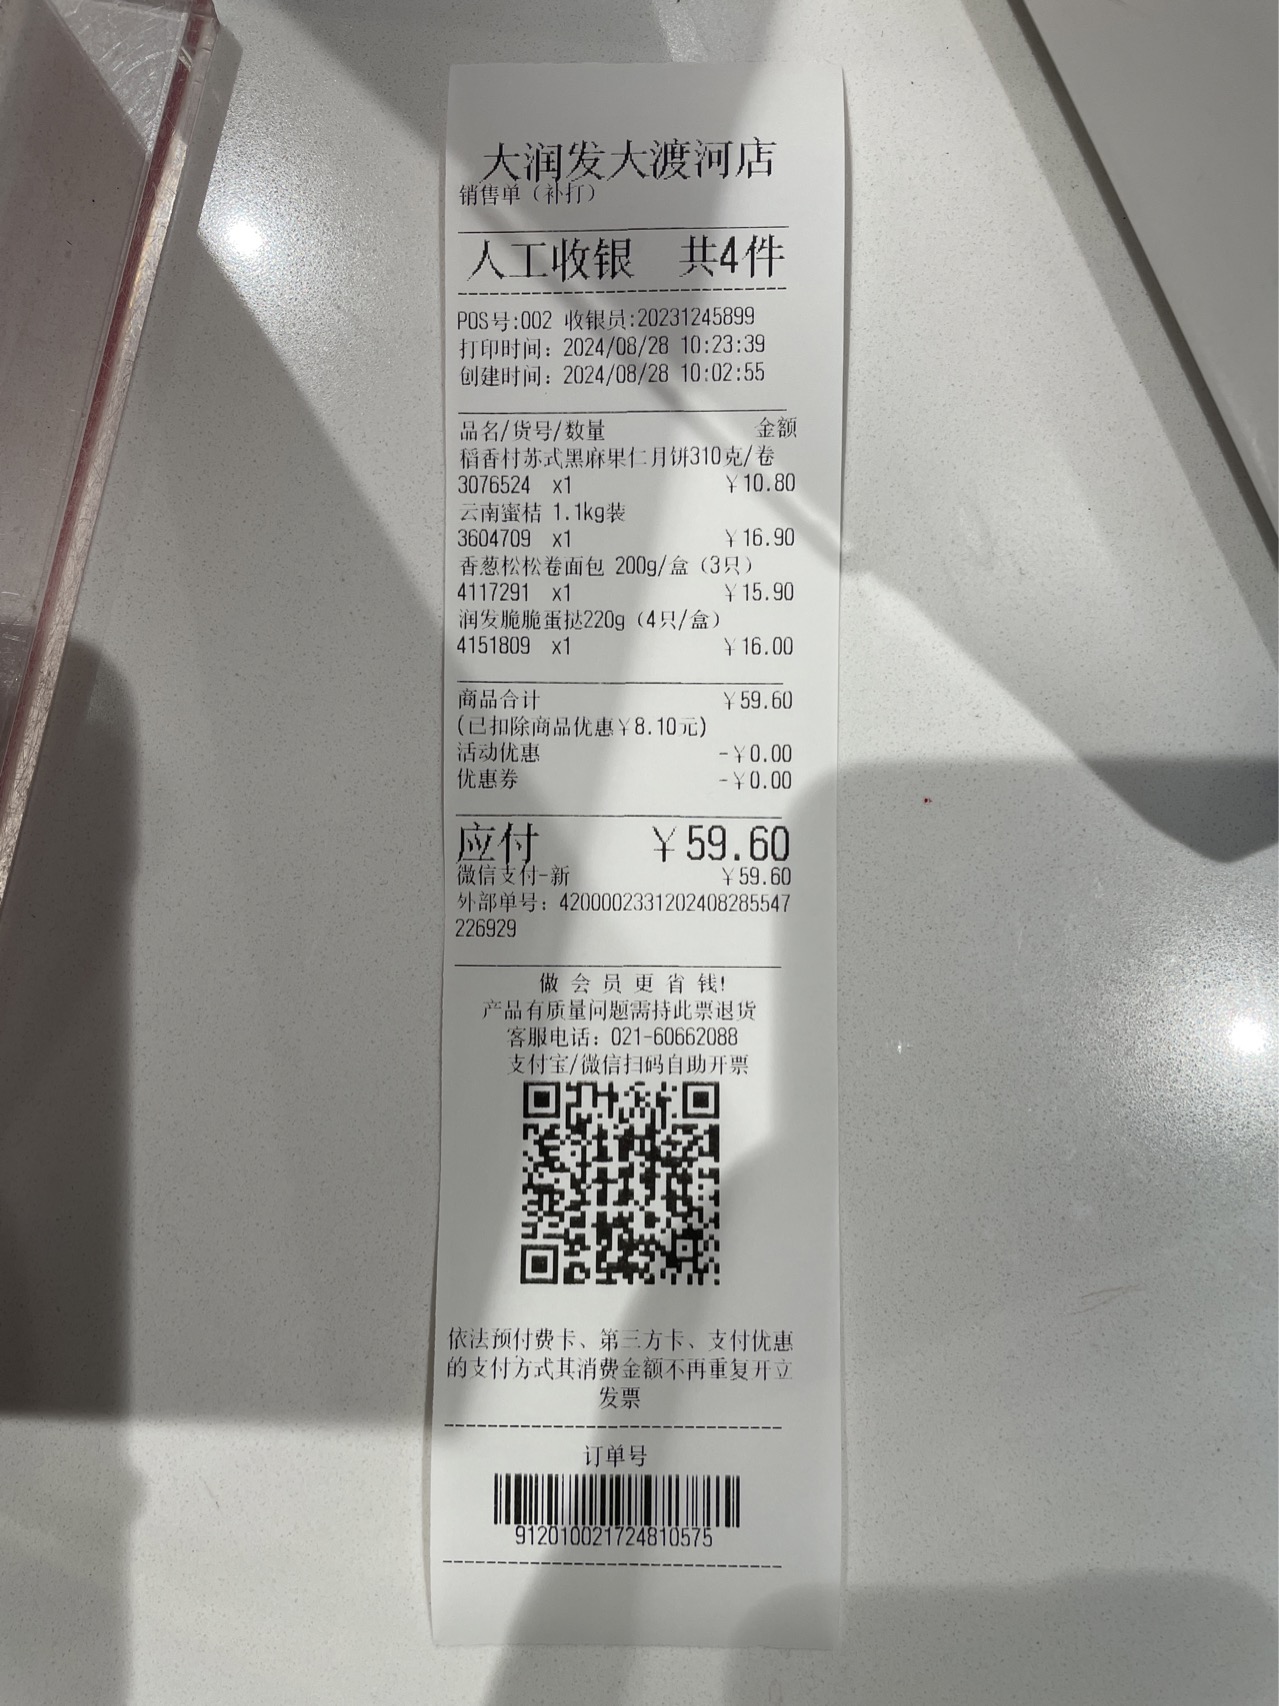 大润发大渡河店
销售单（补打）
人工收银 共4件
POS号:002 收银员:20231245899
打印时间：2024/08/28 10:23:39
创建时间：2024/08/28 10:02:55
品名/货号/数量 金额
稻香村苏式黑麻果仁月饼310克/卷
3076524 x1 ￥10.80
云南蜜桔 1.1kg装
3604709 x1 ￥16.90
香葱松松卷面包 200g/盒（3只）
4117291 x1 ￥15.90
润发脆脆蛋挞220g（4只/盒）
4151809 x1 ￥16.00
商品合计 ￥59.60
(已扣除商品优惠￥8.10元)
活动优惠 -￥0.00
优惠券 -￥0.00
应付 ￥59.60
微信支付-新 ￥59.60
外部单号：4200002331202408285547
226929
做 会 员 更 省 钱!
产品有质量问题需持此票退货
客服电话：021-60662088
支付宝/微信扫码自助开票
依法预付费卡、第三方卡、支付优惠
的支付方式其消费金额不再重复开立
发票
订单号
912010021724810575